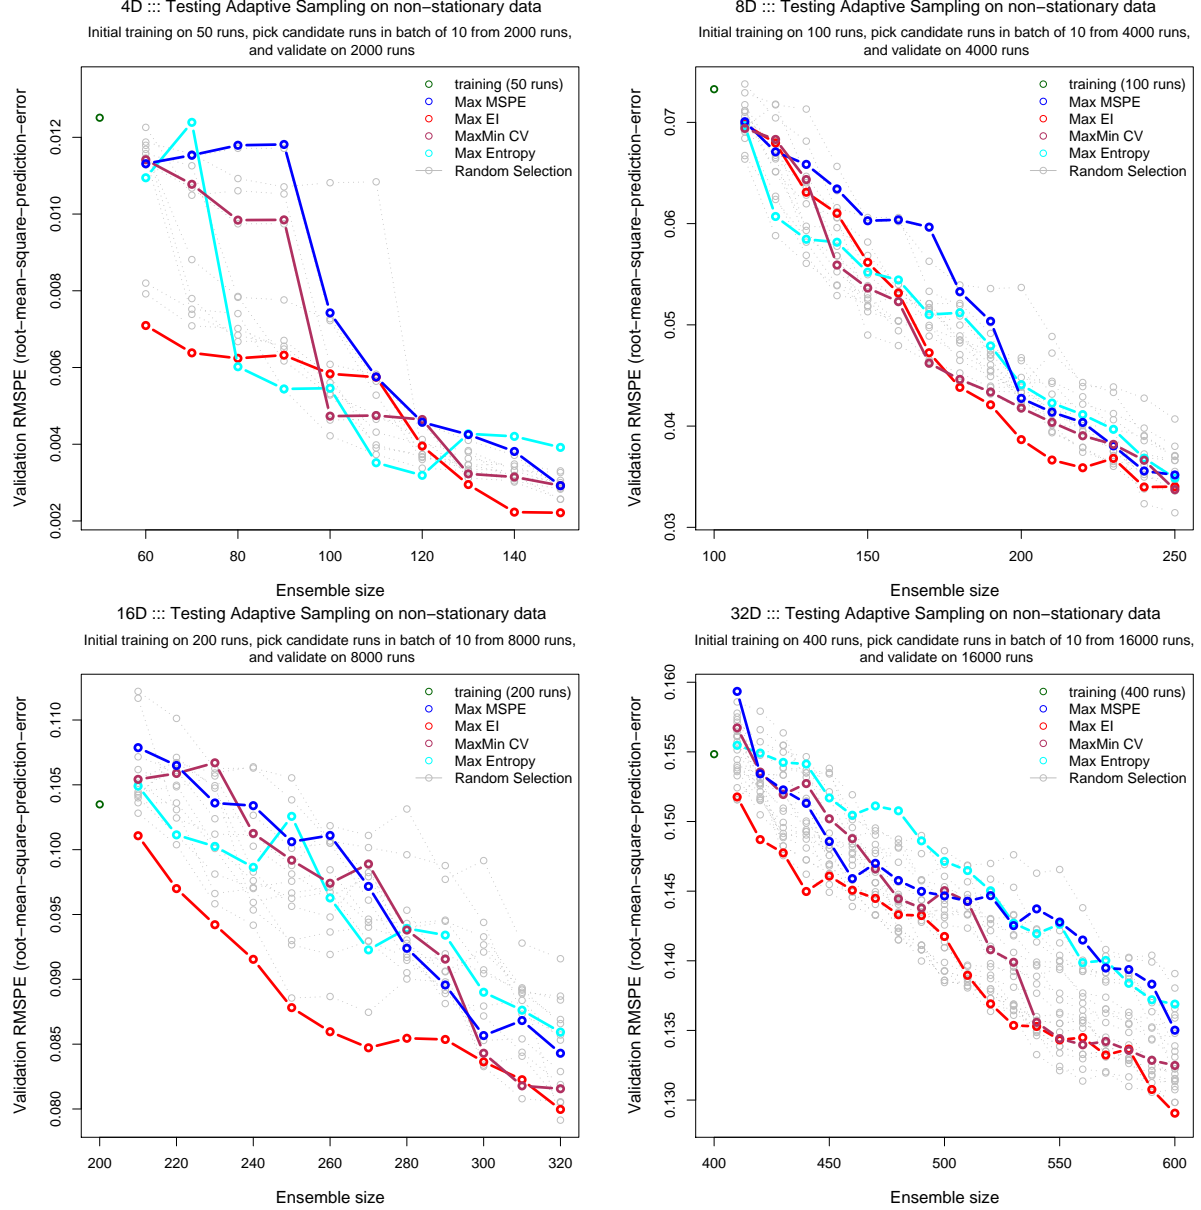 4D ::: Testing Adaptive Sampling on non−stationary data
Initial training on 50 runs, pick candidate runs in batch of 10 from 2000 runs,
and validate on 2000 runs
Validation RMSPE (root−mean−square−prediction−error
0.002
0.004
0.006
0.008
0.010
0.012
training (50 runs)
Max MSPE
Max EI
MaxMin CV
Max Entropy
Random Selection
60
80
100
120
140
Ensemble size
8D ::: Testing Adaptive Sampling on non−stationary data
Initial training on 100 runs, pick candidate runs in batch of 10 from 4000 runs,
and validate on 4000 runs
Validation RMSPE (root−mean−square−prediction−error
0.03
0.04
0.05
0.06
0.07
training (100 runs)
Max MSPE
Max EI
MaxMin CV
Max Entropy
Random Selection
100
150
200
250
Ensemble size
16D ::: Testing Adaptive Sampling on non−stationary data
Initial training on 200 runs, pick candidate runs in batch of 10 from 8000 runs,
and validate on 8000 runs
Validation RMSPE (root−mean−square−prediction−error
0.080
0.085
0.090
0.095
0.100
0.105
0.110
training (200 runs)
Max MSPE
Max EI
MaxMin CV
Max Entropy
Random Selection
200
220
240
260
280
300
320
Ensemble size
32D ::: Testing Adaptive Sampling on non−stationary data
Initial training on 400 runs, pick candidate runs in batch of 10 from 16000 runs,
and validate on 16000 runs
Validation RMSPE (root−mean−square−prediction−error
0.130
0.135
0.140
0.145
0.150
0.155
0.160
training (400 runs)
Max MSPE
Max EI
MaxMin CV
Max Entropy
Random Selection
400
450
500
550
600
Ensemble size